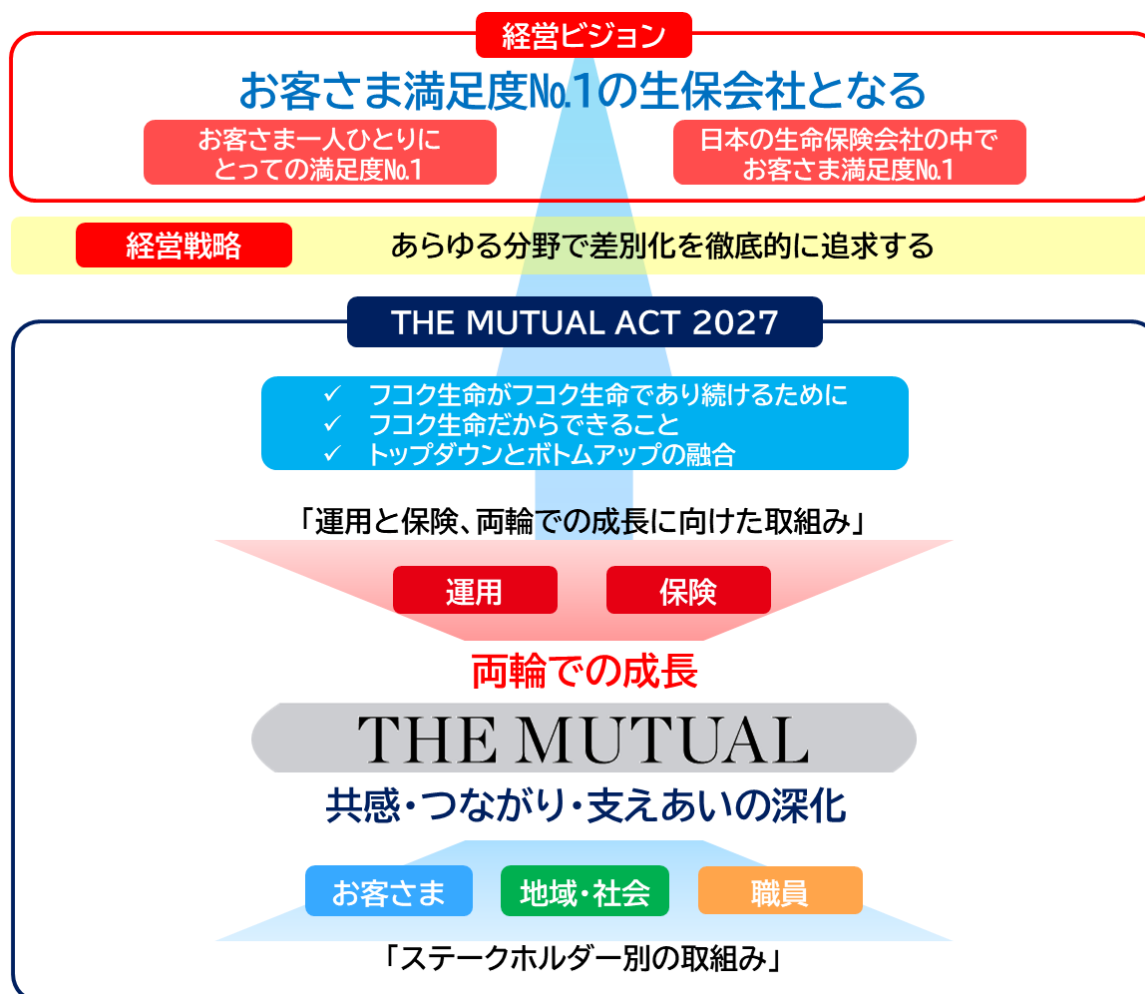 経営ビジョン
お客さま満足度№1の生保会社となる
お客さま一人ひとりに
とっての満足度№1
日本の生命保険会社の中で
お客さま満足度№1
経営戦略
あらゆる分野で差別化を徹底的に追求する
THE MUTUAL ACT 2027
✓ フコク生命がフコク生命であり続けるために
✓ フコク生命だからできること
✓ トップダウンとボトムアップの融合
「運用と保険、両輪での成長に向けた取組み」
運用
保険
両輪での成長
THE MUTUAL
共感・つながり・支えあいの深化
お客さま
地域・社会
職員
「ステークホルダー別の取組み」